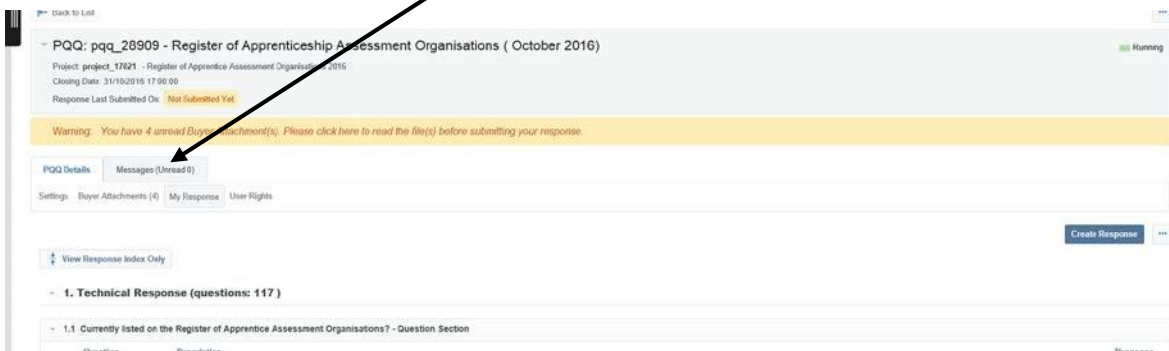 Back to List
PQQ: pqq_28909 - Register of Apprenticeship Assessment Organisations ( October 2016)
Running
Project: project_17821 - Register of Apprentice Assessment Organisations 2016
Closing Date: 31/10/2016 17:00:00
Response Last Submitted On: Not Submitted Yet
Warning: You have 4 unread Buyer Attachment(s). Please click here to read the file(s) before submitting your response
PQQ Details Messages (Unread 0)
Settings Buyer Attachments (4) My Response User Rights
Create Response
View Response Index Only
1. Technical Response (questions: 117 )
1.1 Currently listed on the Register of Apprentice Assessment Organisations? - Question Section
Question Description Response